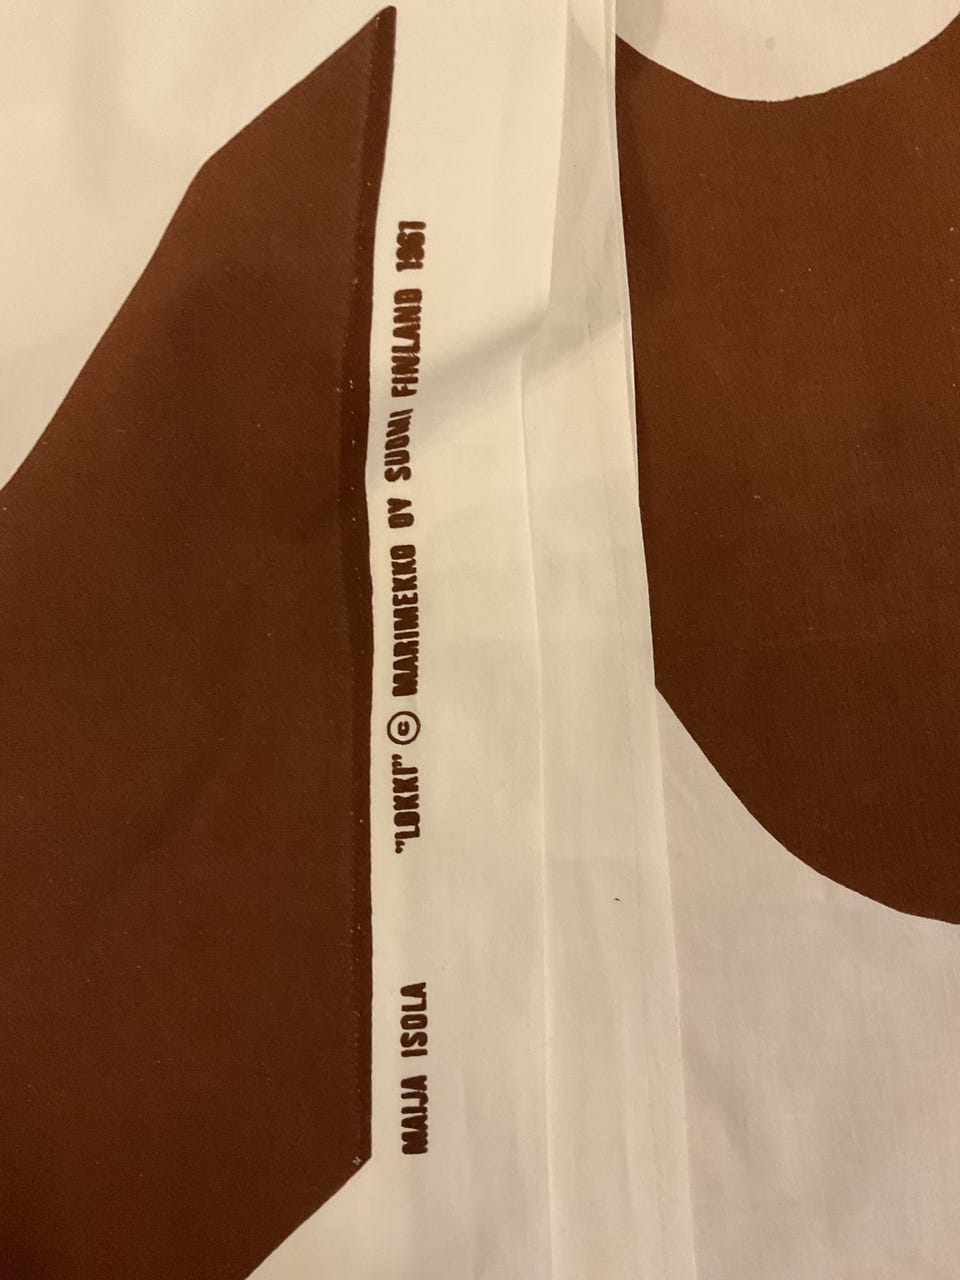 MAIJA ISOLA "LOKKI" © MARIMEKKO OY SUOMI FINLAND 1961